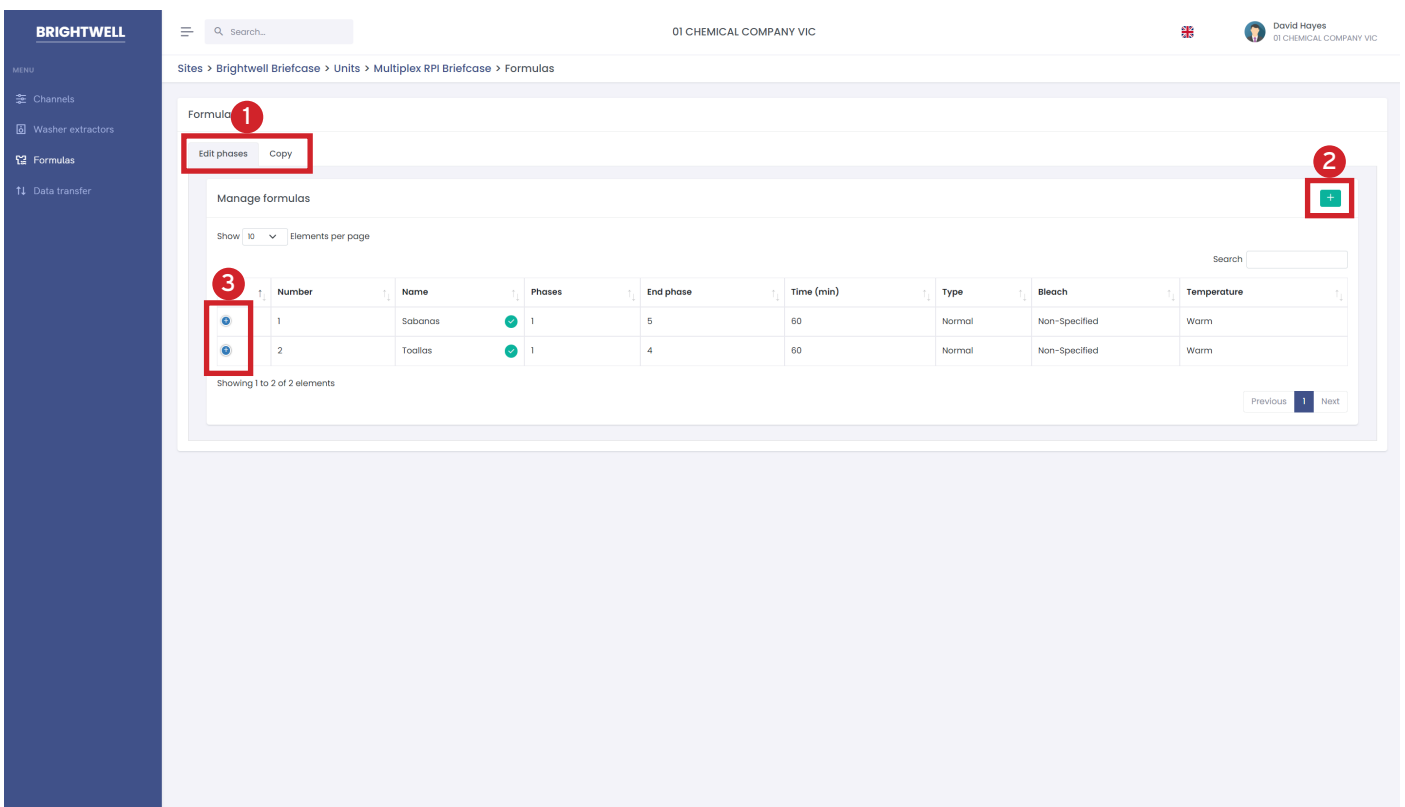 BRIGHTWELL
Search...
01 CHEMICAL COMPANY VIC
David Hayes
01 CHEMICAL COMPANY VIC
MENU
Channels
Washer extractors
Formulas
Data transfer
Sites > Brightwell Briefcase > Units > Multiplex RPI Briefcase > Formulas
Formula
1
Edit phases Copy
2
Manage formulas
+
Show 10 Elements per page
Search
3
Number Name Phases End phase Time (min) Type Bleach Temperature
1 Sabanas 1 5 60 Normal Non-Specified Warm
2 Toallas 1 4 60 Normal Non-Specified Warm
Showing 1 to 2 of 2 elements
Previous 1 Next